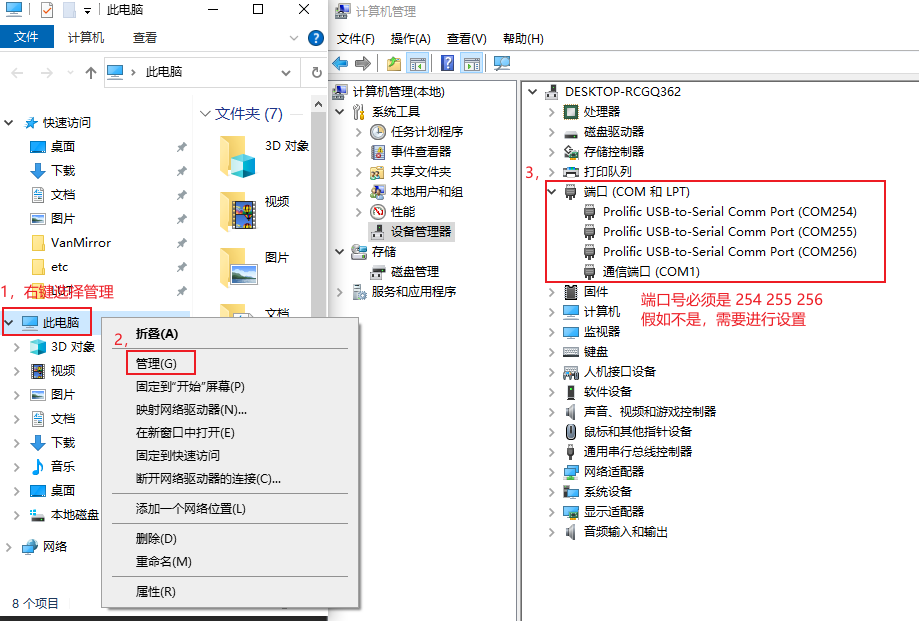 此电脑
文件
计算机
查看
此电脑
快速访问
桌面
下载
文档
图片
VanMirror
etc
1，右键选择管理
此电脑
3D 对象
视频
图片
文档
下载
音乐
桌面
本地磁盘
网络
8 个项目
文件夹 (7)
3D 对象
视频
图片
文档
2，
折叠(A)
管理(G)
固定到"开始"屏幕(P)
映射网络驱动器(N)...
在新窗口中打开(E)
固定到快速访问
断开网络驱动器的连接(C)...
添加一个网络位置(L)
删除(D)
重命名(M)
属性(R)
计算机管理
文件(F)
操作(A)
查看(V)
帮助(H)
计算机管理(本地)
系统工具
任务计划程序
事件查看器
共享文件夹
本地用户和组
性能
设备管理器
存储
磁盘管理
服务和应用程序
DESKTOP-RCGQ362
处理器
磁盘驱动器
存储控制器
打印队列
3，
端口 (COM 和 LPT)
Prolific USB-to-Serial Comm Port (COM254)
Prolific USB-to-Serial Comm Port (COM255)
Prolific USB-to-Serial Comm Port (COM256)
通信端口 (COM1)
固件
计算机
监视器
键盘
人机接口设备
软件设备
声音、视频和游戏控制器
鼠标和其他指针设备
通用串行总线控制器
网络适配器
系统设备
显示适配器
音频输入和输出
端口号必须是 254 255 256
假如不是，需要进行设置